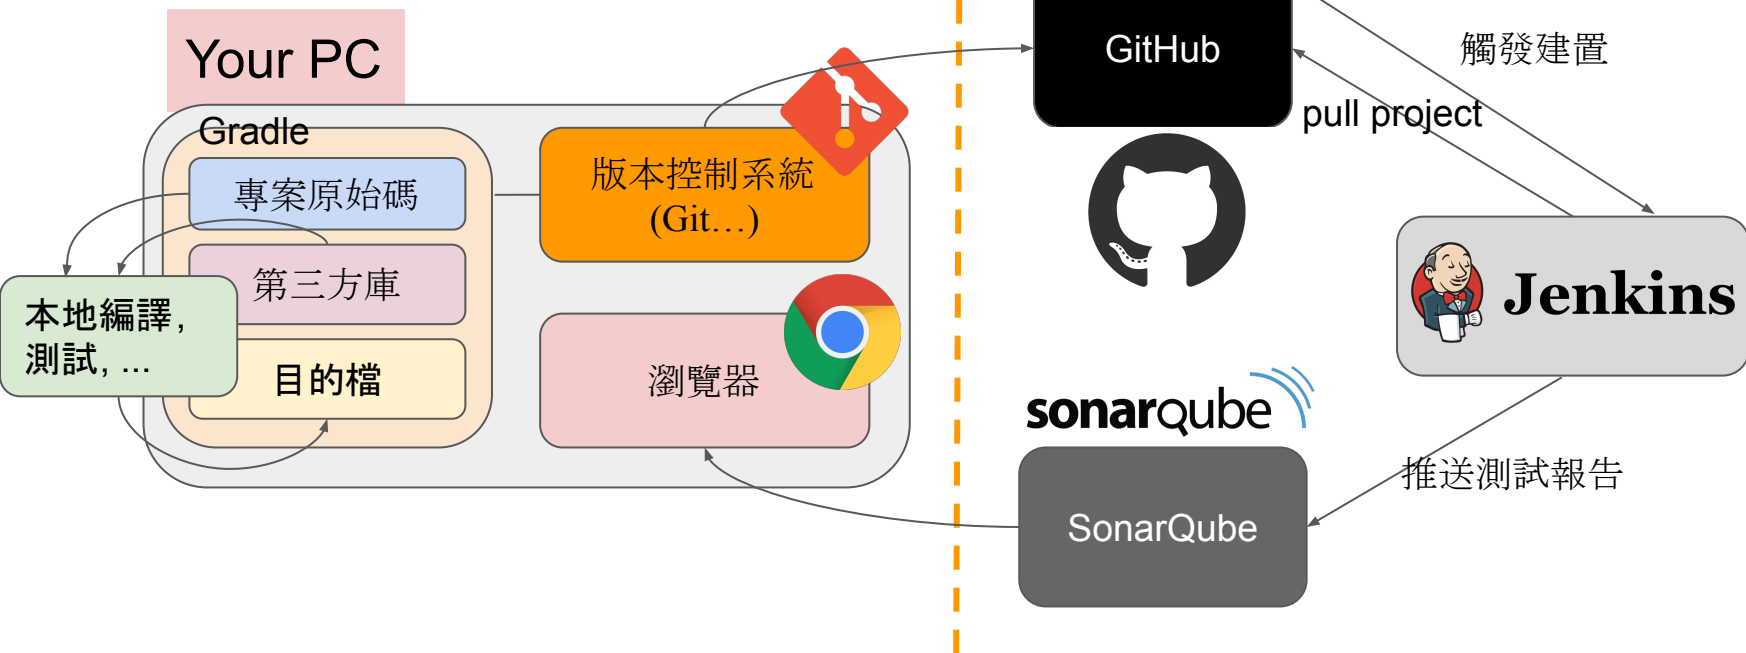 Your PC
Gradle
專案原始碼
第三方庫
目的檔
本地編譯,
測試, ...
版本控制系統
(Git...)
瀏覽器
GitHub
觸發建置
pull project
Jenkins
sonarqube
SonarQube
推送測試報告